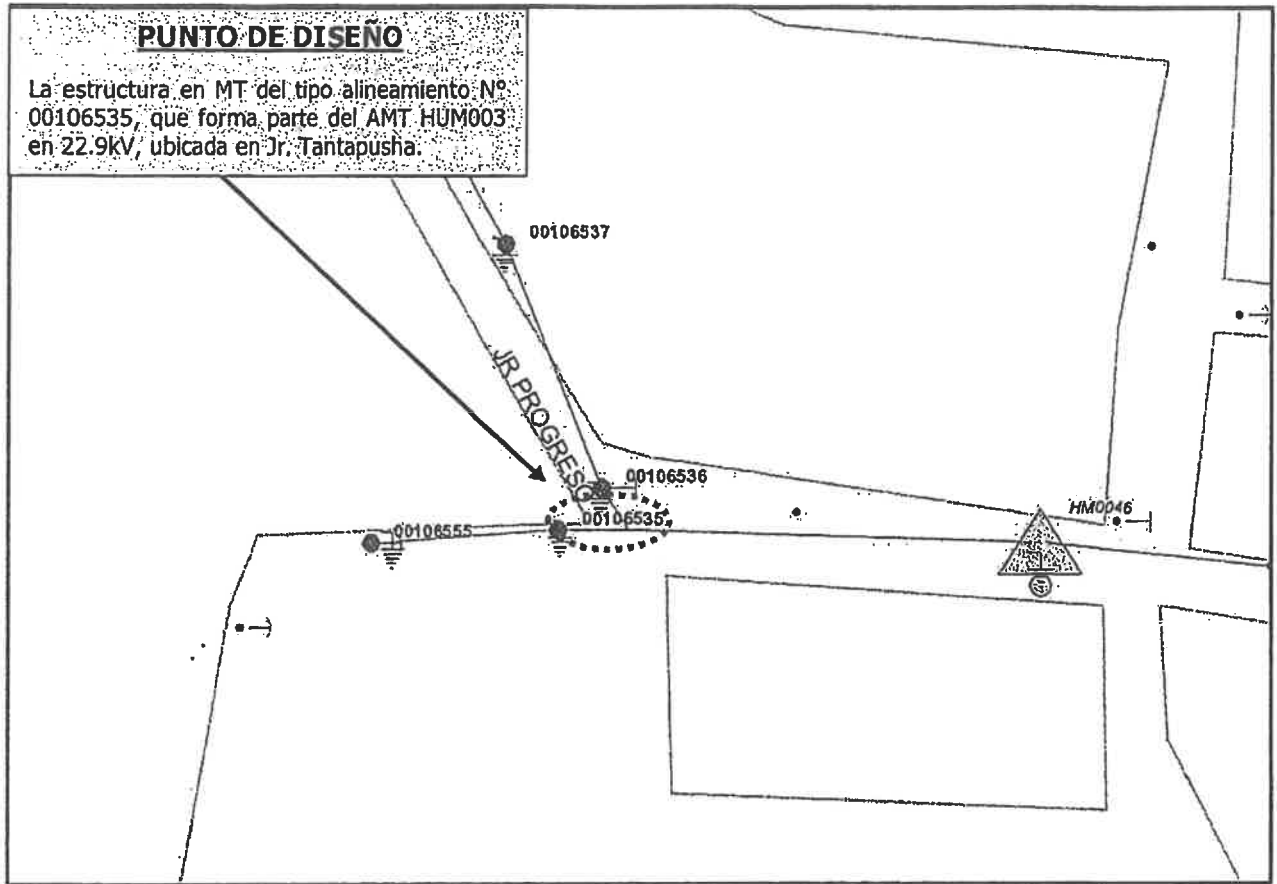 PUNTO DE DISEÑO
La estructura en MT del tipo alineamiento Nº
00106535, que forma parte del AMT HUM003
en 22.9kV, ubicada en Jr. Tantapusha.
00106537
JR PROGRESO
00106536
00106535
00106555
HM0046